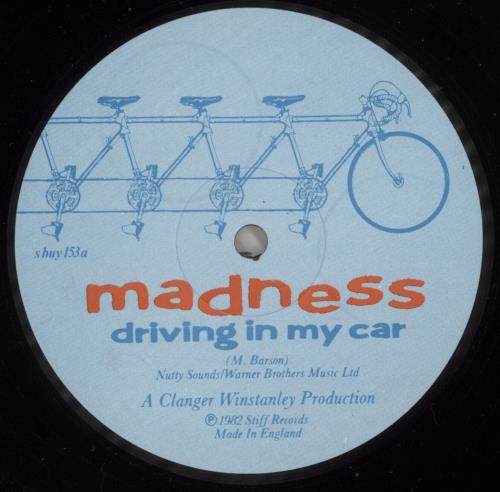 s buy 153 a
madness
driving in my car
(M. Barson)
Nutty Sounds/Warner Brothers Music Ltd
A Clanger Winstanley Production
℗ 1982 Stiff Records
Made In England